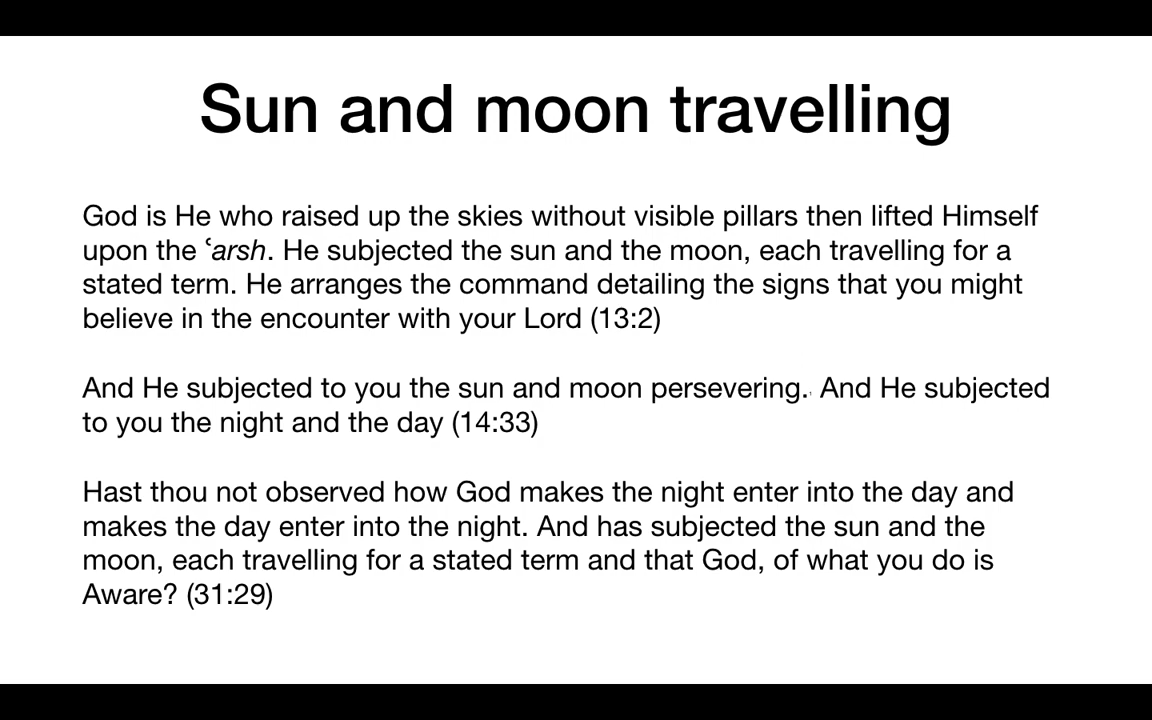 Sun and moon travelling
God is He who raised up the skies without visible pillars then lifted Himself
upon the ʿarsh. He subjected the sun and the moon, each travelling for a
stated term. He arranges the command detailing the signs that you might
believe in the encounter with your Lord (13:2)
And He subjected to you the sun and moon persevering. And He subjected
to you the night and the day (14:33)
Hast thou not observed how God makes the night enter into the day and
makes the day enter into the night. And has subjected the sun and the
moon, each travelling for a stated term and that God, of what you do is
Aware? (31:29)